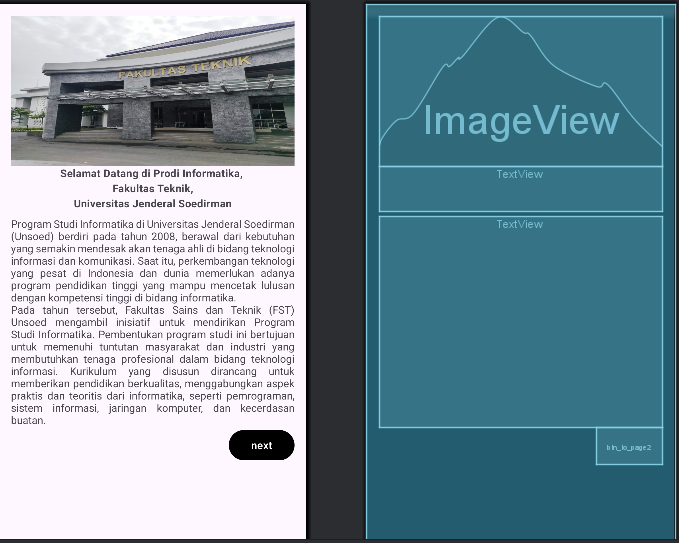 FAKULTAS TEKNIK
Selamat Datang di Prodi Informatika,
Fakultas Teknik,
Universitas Jenderal Soedirman
Program Studi Informatika di Universitas Jenderal Soedirman
(Unsoed) berdiri pada tahun 2008, berawal dari kebutuhan
yang semakin mendesak akan tenaga ahli di bidang teknologi
informasi dan komunikasi. Saat itu, perkembangan teknologi
yang pesat di Indonesia dan dunia memerlukan adanya
program pendidikan tinggi yang mampu mencetak lulusan
dengan kompetensi tinggi di bidang informatika.
Pada tahun tersebut, Fakultas Sains dan Teknik (FST)
Unsoed mengambil inisiatif untuk mendirikan Program
Studi Informatika. Pembentukan program studi ini bertujuan
untuk memenuhi tuntutan masyarakat dan industri yang
membutuhkan tenaga profesional dalam bidang teknologi
informasi. Kurikulum yang disusun dirancang untuk
memberikan pendidikan berkualitas, menggabungkan aspek
praktis dan teoritis dari informatika, seperti pemrograman,
sistem informasi, jaringan komputer, dan kecerdasan
buatan.
next
ImageView
TextView
TextView
btn_to_page2